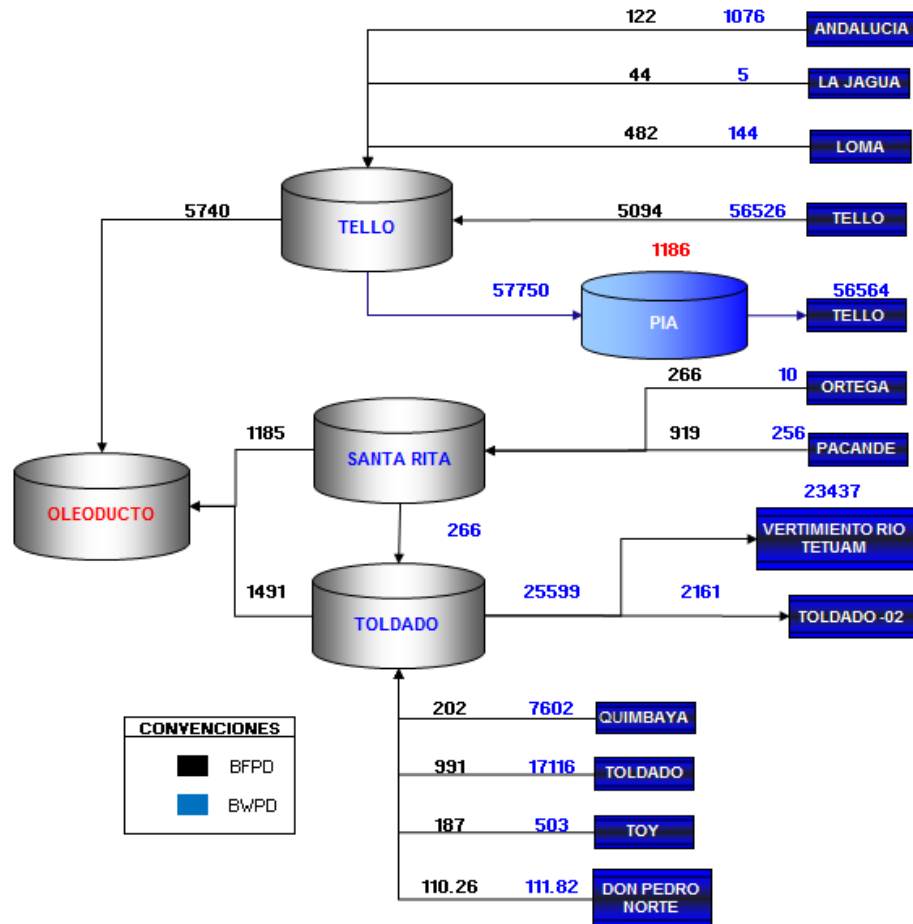 122 1076 ANDALUCIA
44 5 LA JAGUA
482 144 LOMA
5740 TELLO 5094 56526 TELLO
1186
57750 PIA 56564 TELLO
266 10 ORTEGA
1185 SANTA RITA 919 256 PACANDE
23437
OLEODUCTO
266
VERTIMIENTO RIO
TETUAM
1491 TOLDADO 25599 2161 TOLDADO -02
202 7602 QUIMBAYA
CONVENCIONES
BFPD
BWPD
991 17116 TOLDADO
187 503 TOY
110.26 111.82 DON PEDRO
NORTE